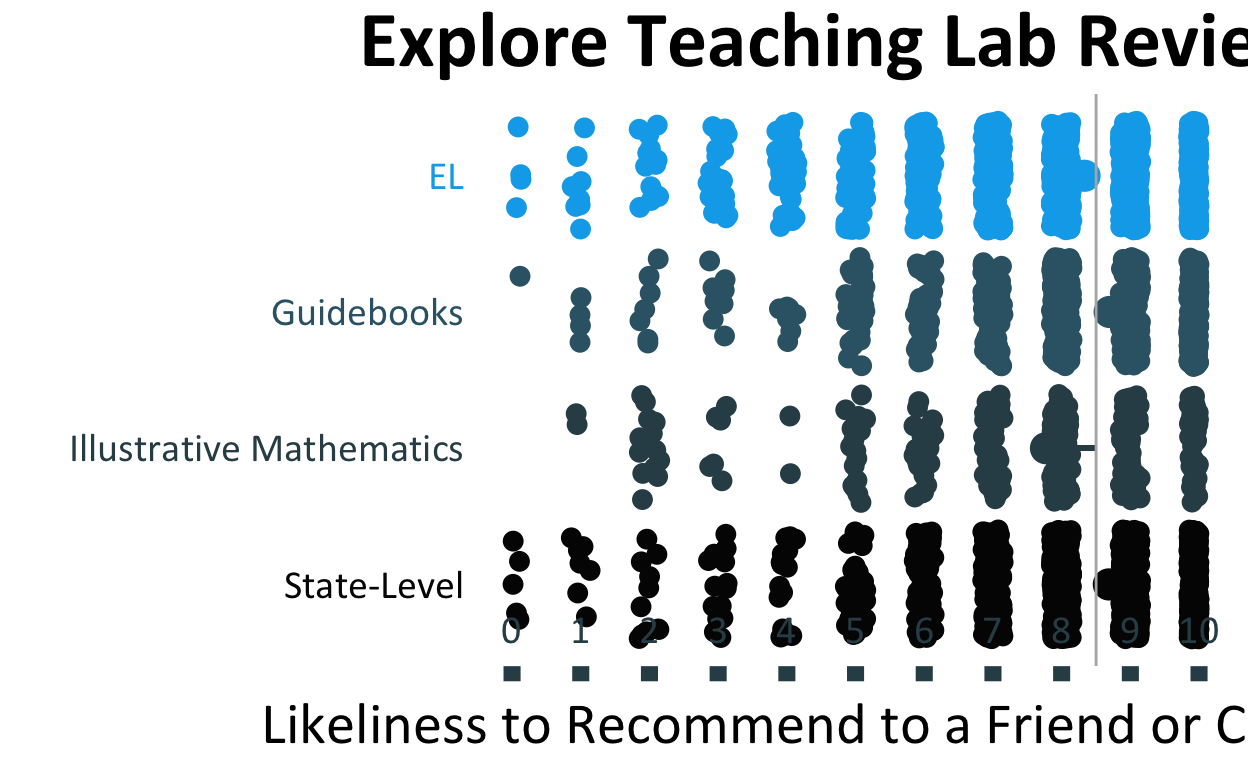 Explore Teaching Lab Revie
EL
Guidebooks
Illustrative Mathematics
State-Level
0 1 2 3 4 5 6 7 8 9 10
Likeliness to Recommend to a Friend or C